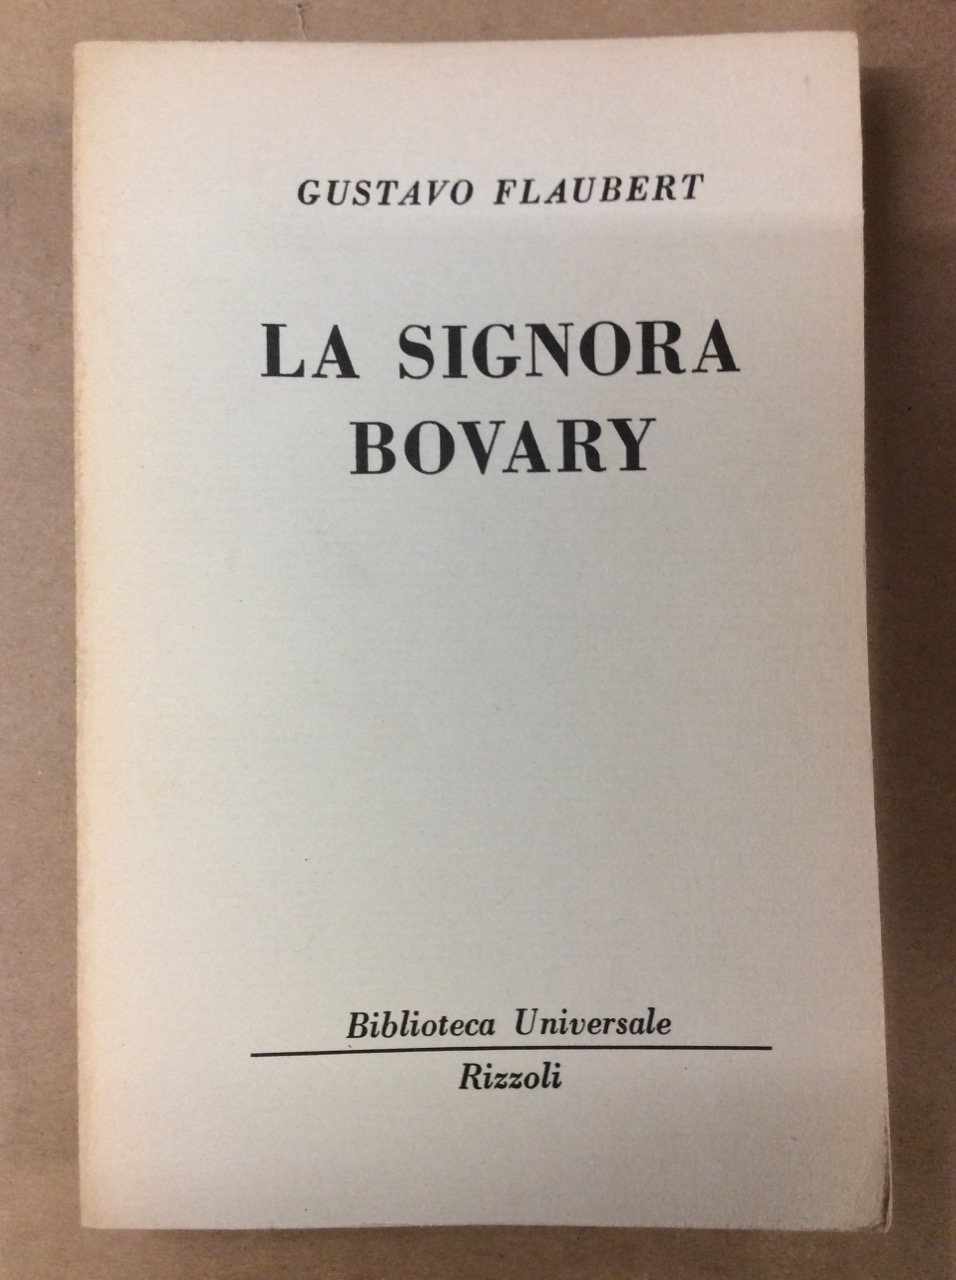 GUSTAVO FLAUBERT
LA SIGNORA
BOVARY
Biblioteca Universale
Rizzoli